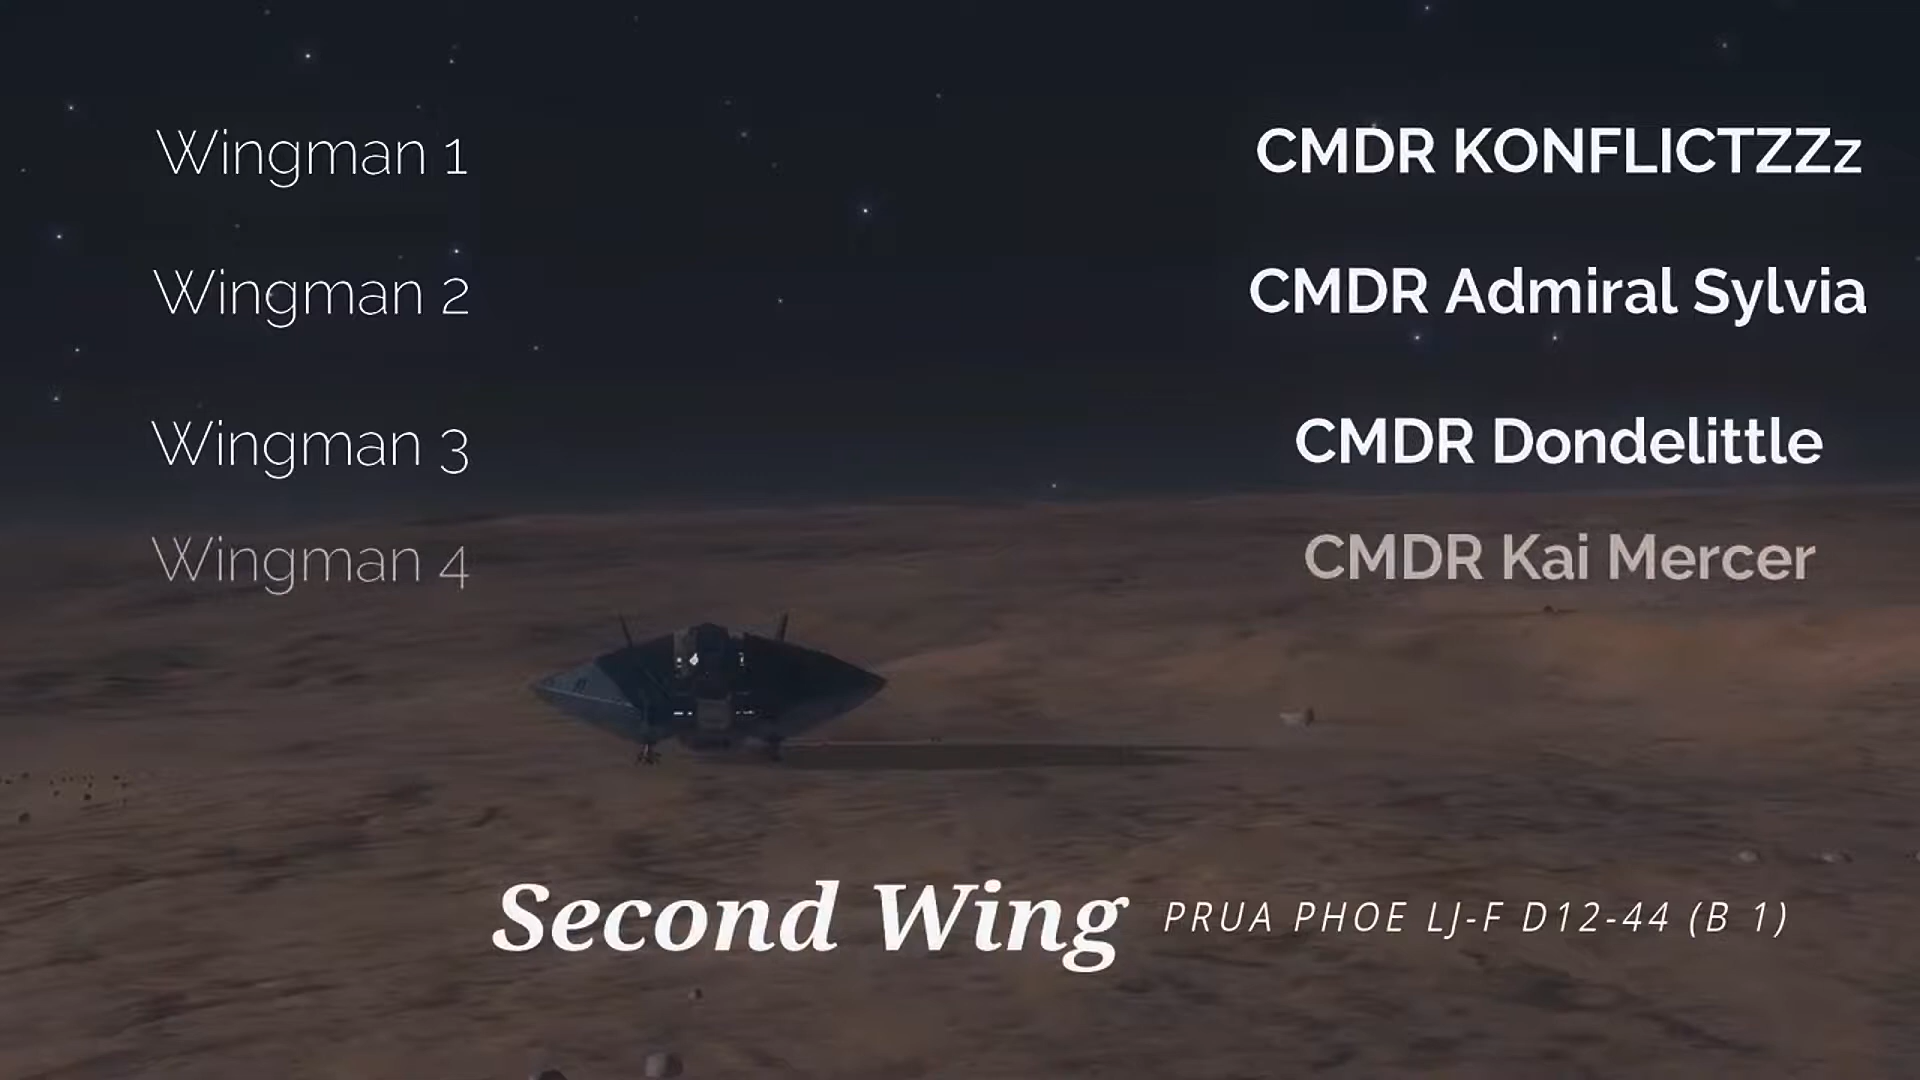 Wingman 1 CMDR KONFLICTZZz
Wingman 2 CMDR Admiral Sylvia
Wingman 3 CMDR Dondelittle
Wingman 4 CMDR Kai Mercer
Second Wing PRUA PHOE LJ-F D12-44 (B 1)